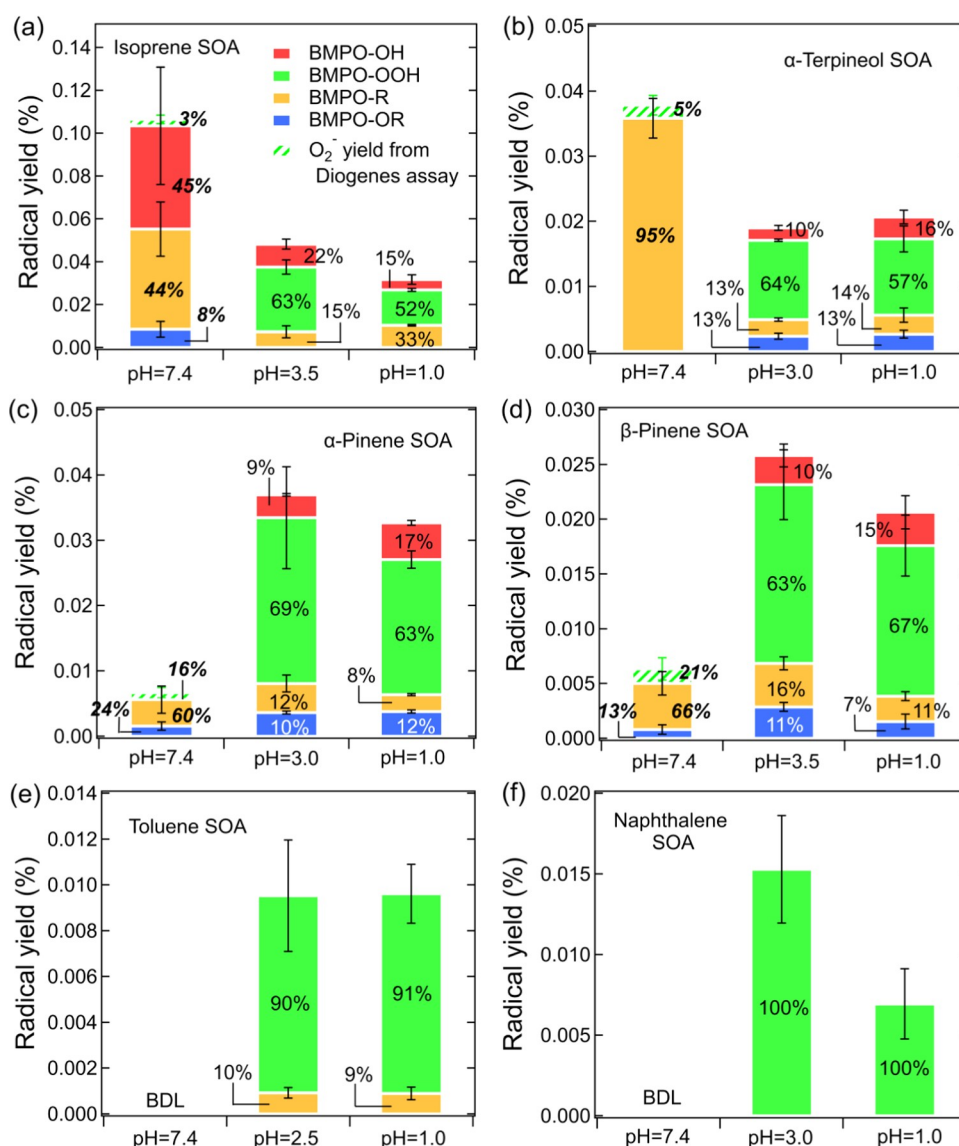 (a)
Isoprene SOA
BMPO-OH
BMPO-OOH
BMPO-R
BMPO-OR
O2- yield from
Diogenes assay
Radical yield (%)
0.14
0.12
0.10
0.08
0.06
0.04
0.02
0.00
3%
45%
44%
8%
22%
63%
15%
15%
52%
33%
pH=7.4
pH=3.5
pH=1.0
(b)
α-Terpineol SOA
Radical yield (%)
0.05
0.04
0.03
0.02
0.01
0.00
5%
95%
10%
64%
13%
13%
16%
57%
14%
13%
pH=7.4
pH=3.0
pH=1.0
(c)
α-Pinene SOA
Radical yield (%)
0.05
0.04
0.03
0.02
0.01
0.00
16%
24%
60%
9%
69%
12%
10%
17%
63%
8%
12%
pH=7.4
pH=3.0
pH=1.0
(d)
β-Pinene SOA
Radical yield (%)
0.030
0.025
0.020
0.015
0.010
0.005
0.000
21%
13%
66%
10%
63%
16%
11%
15%
67%
7%
11%
pH=7.4
pH=3.5
pH=1.0
(e)
Toluene SOA
Radical yield (%)
0.014
0.012
0.010
0.008
0.006
0.004
0.002
0.000
BDL
90%
10%
91%
9%
pH=7.4
pH=2.5
pH=1.0
(f)
Naphthalene
SOA
Radical yield (%)
0.020
0.015
0.010
0.005
0.000
BDL
100%
100%
pH=7.4
pH=3.0
pH=1.0